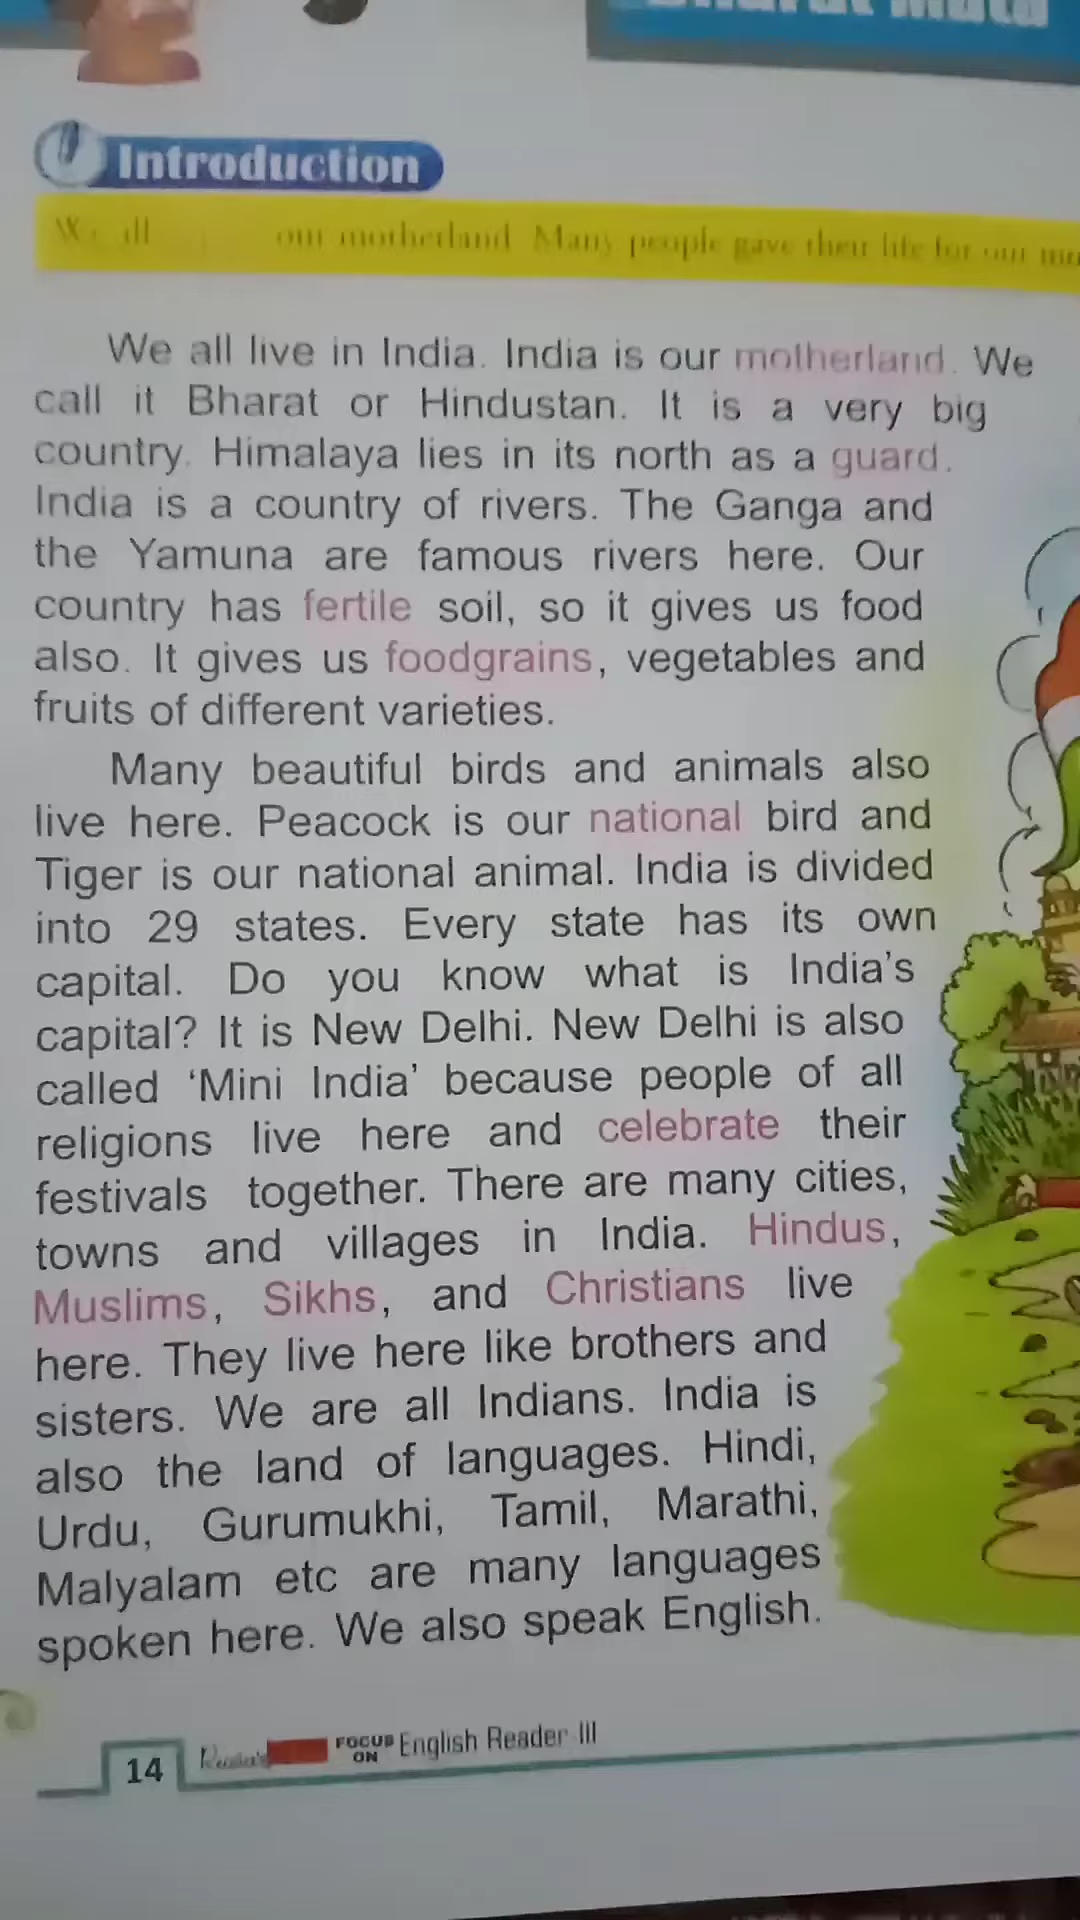 Bharat Mata
Introduction
We all our motherland. Many people gave their life for our
We all live in India. India is our motherland. We
call it Bharat or Hindustan. It is a very big
country. Himalaya lies in its north as a guard.
India is a country of rivers. The Ganga and
the Yamuna are famous rivers here. Our
country has fertile soil, so it gives us food
also. It gives us foodgrains, vegetables and
fruits of different varieties.
Many beautiful birds and animals also
live here. Peacock is our national bird and
Tiger is our national animal. India is divided
into 29 states. Every state has its own
capital. Do you know what is India's
capital? It is New Delhi. New Delhi is also
called ‘Mini India’ because people of all
religions live here and celebrate their
festivals together. There are many cities,
towns and villages in India. Hindus,
Muslims, Sikhs, and Christians live
here. They live here like brothers and
sisters. We are all Indians. India is
also the land of languages. Hindi,
Urdu, Gurumukhi, Tamil, Marathi,
Malyalam etc are many languages
spoken here. We also speak English.
14 FOCUS ON English Reader-III